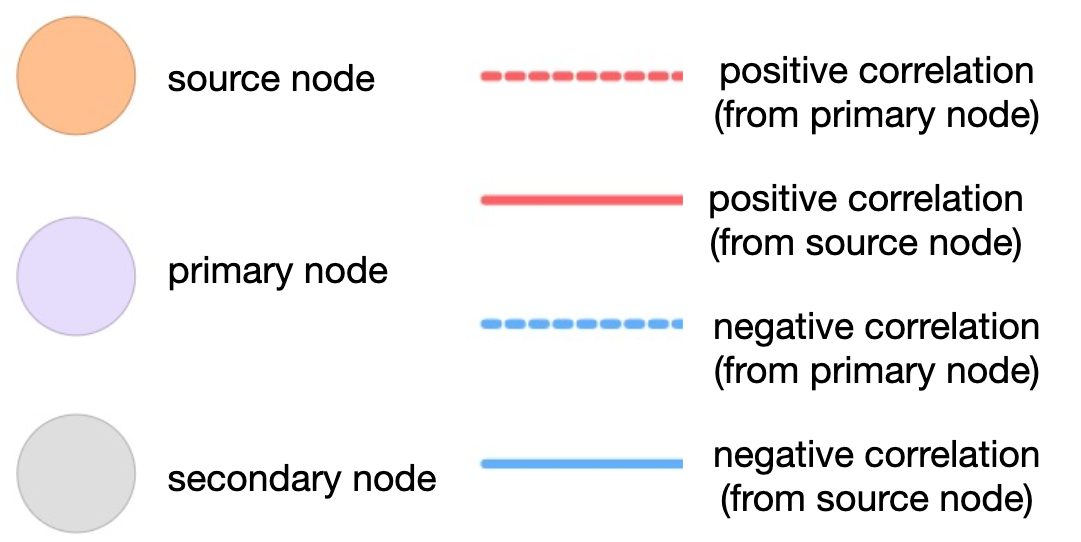 source node
primary node
secondary node
positive correlation
(from primary node)
positive correlation
(from source node)
negative correlation
(from primary node)
negative correlation
(from source node)